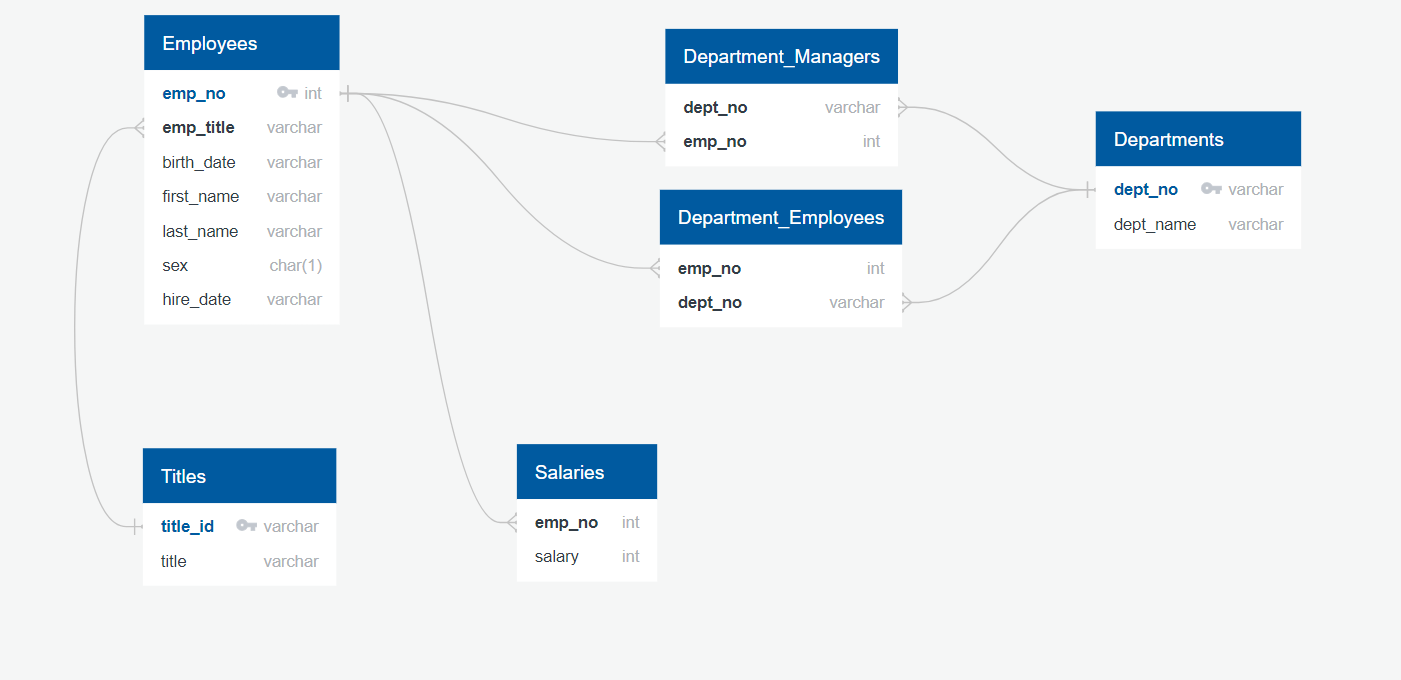 Employees
emp_no int
emp_title varchar
birth_date varchar
first_name varchar
last_name varchar
sex char(1)
hire_date varchar
Department_Managers
dept_no varchar
emp_no int
Department_Employees
emp_no int
dept_no varchar
Departments
dept_no varchar
dept_name varchar
Titles
title_id varchar
title varchar
Salaries
emp_no int
salary int